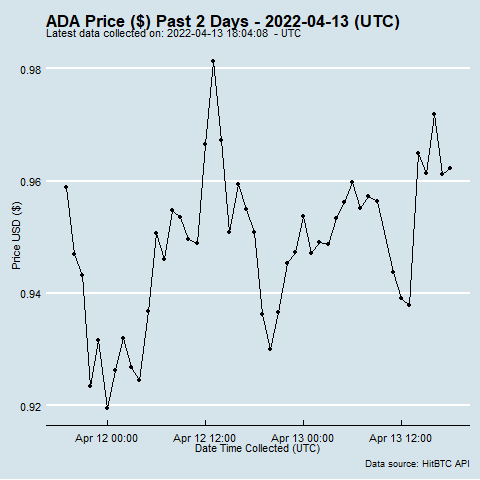 ADA Price ($) Past 2 Days - 2022-04-13 (UTC)
Latest data collected on: 2022-04-13 18:04:08 - UTC
0.98
0.96
0.94
0.92
Price USD ($)
Apr 12 00:00 Apr 12 12:00 Apr 13 00:00 Apr 13 12:00
Date Time Collected (UTC)
Data source: HitBTC API